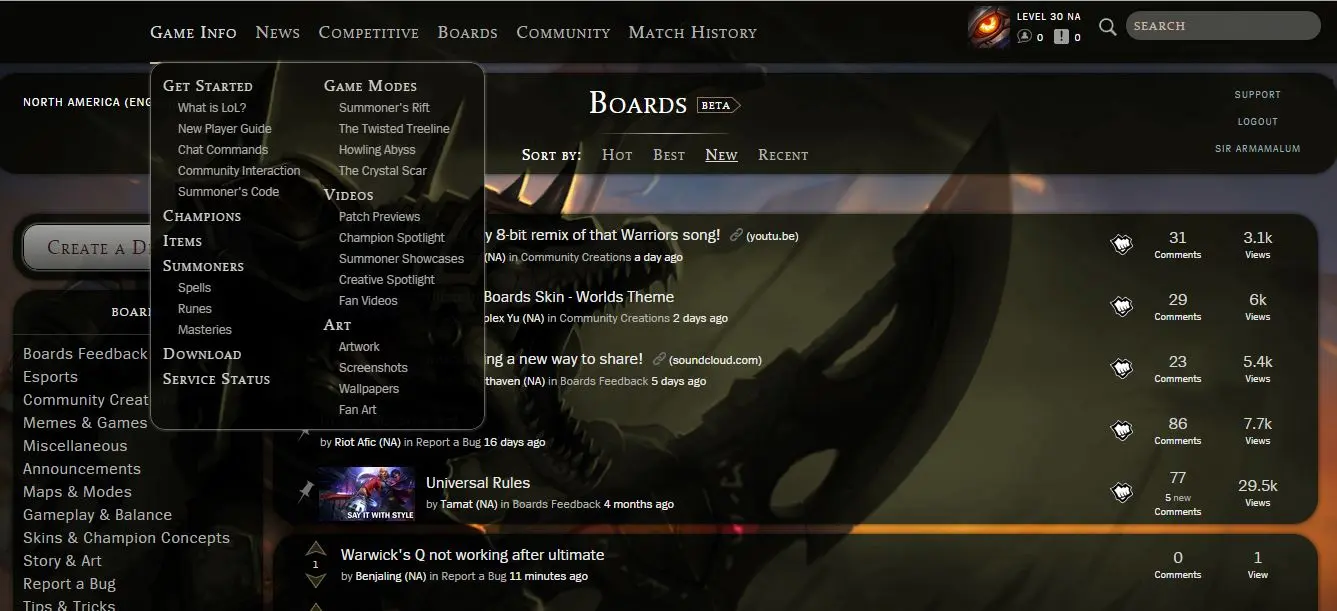 Game Info News Competitive Boards Community Match History
LEVEL 30 NA
0 0
SEARCH
NORTH AMERICA (ENG
Get Started
What is LoL?
New Player Guide
Chat Commands
Community Interaction
Summoner's Code
Champions
Items
Summoners
Spells
Runes
Masteries
Download
Service Status
Game Modes
Summoner's Rift
The Twisted Treeline
Howling Abyss
The Crystal Scar
Videos
Patch Previews
Champion Spotlight
Summoner Showcases
Creative Spotlight
Fan Videos
Art
Artwork
Screenshots
Wallpapers
Fan Art
Boards BETA
Sort by: Hot Best New Recent
SUPPORT
LOGOUT
SIR ARMAMALUM
Create a D
BOAR
Boards Feedback
Esports
Community Creat
Memes & Games
Miscellaneous
Announcements
Maps & Modes
Gameplay & Balance
Skins & Champion Concepts
Story & Art
Report a Bug
Tips & Tricks
y 8-bit remix of that Warriors song! (youtu.be)
(NA) in Community Creations a day ago
31 Comments
3.1k Views
Boards Skin - Worlds Theme
plex Yu (NA) in Community Creations 2 days ago
29 Comments
6k Views
ing a new way to share! (soundcloud.com)
thaven (NA) in Boards Feedback 5 days ago
23 Comments
5.4k Views
by Riot Afic (NA) in Report a Bug 16 days ago
86 Comments
7.7k Views
SAY IT WITH STYLE
Universal Rules
by Tamat (NA) in Boards Feedback 4 months ago
77
5 new
Comments
29.5k Views
1
Warwick's Q not working after ultimate
by Benjaling (NA) in Report a Bug 11 minutes ago
0 Comments
1 View